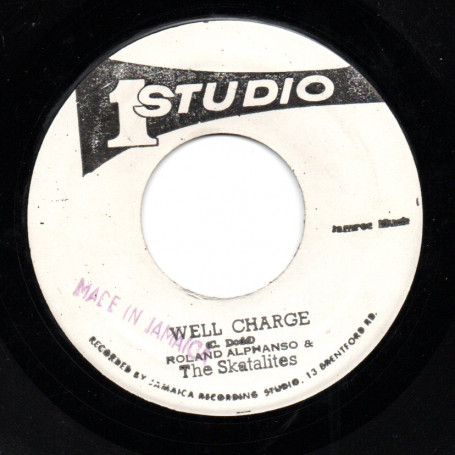 1 STUDIO
Jamrec Music
MADE IN JAMAICA
WELL CHARGE
(C. Dodd)
ROLAND ALPHANSO &
The Skatalites
RECORDED BY JAMAICA RECORDING STUDIO, 13 BRENTFORD RD.